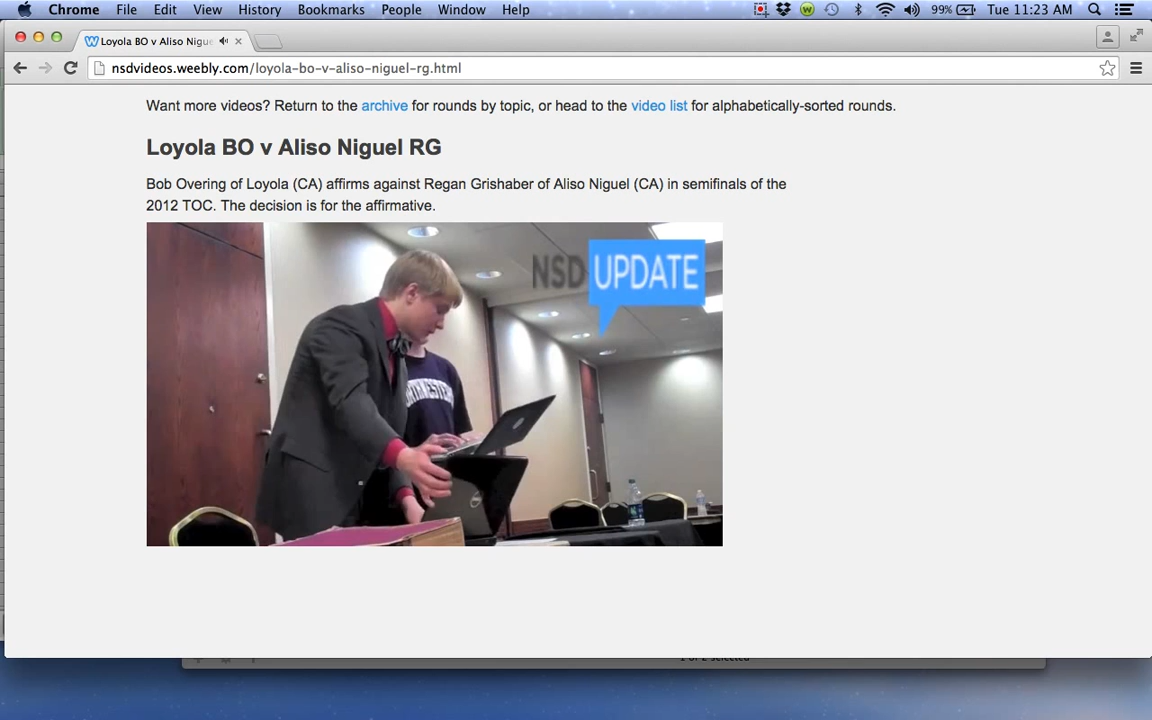 Chrome File Edit View History Bookmarks People Window Help 99% Tue 11:23 AM
Loyola BO v Aliso Nigue
nsdvideos.weebly.com/loyola-bo-v-aliso-niguel-rg.html
Want more videos? Return to the archive for rounds by topic, or head to the video list for alphabetically-sorted rounds.
Loyola BO v Aliso Niguel RG
Bob Overing of Loyola (CA) affirms against Regan Grishaber of Aliso Niguel (CA) in semifinals of the
2012 TOC. The decision is for the affirmative.
NSD UPDATE